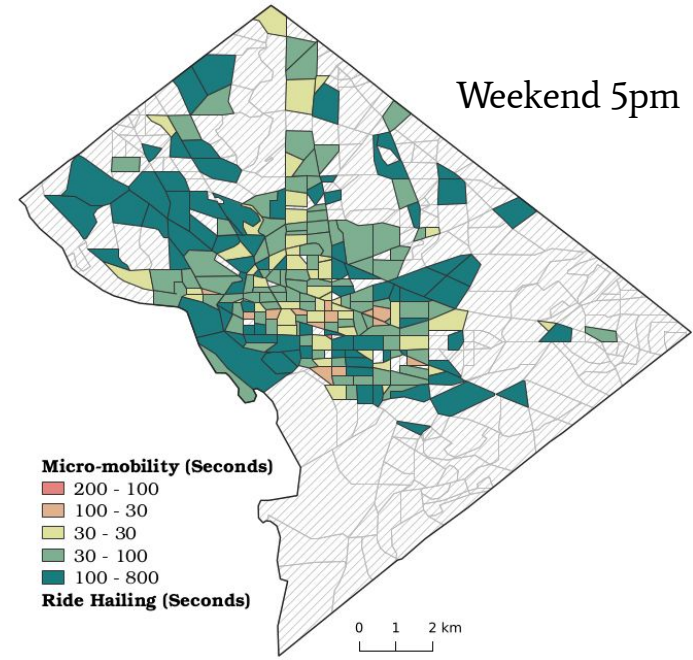 Weekend 5pm
Micro-mobility (Seconds)
200 - 100
100 - 30
30 - 30
30 - 100
100 - 800
Ride Hailing (Seconds)
0 1 2 km